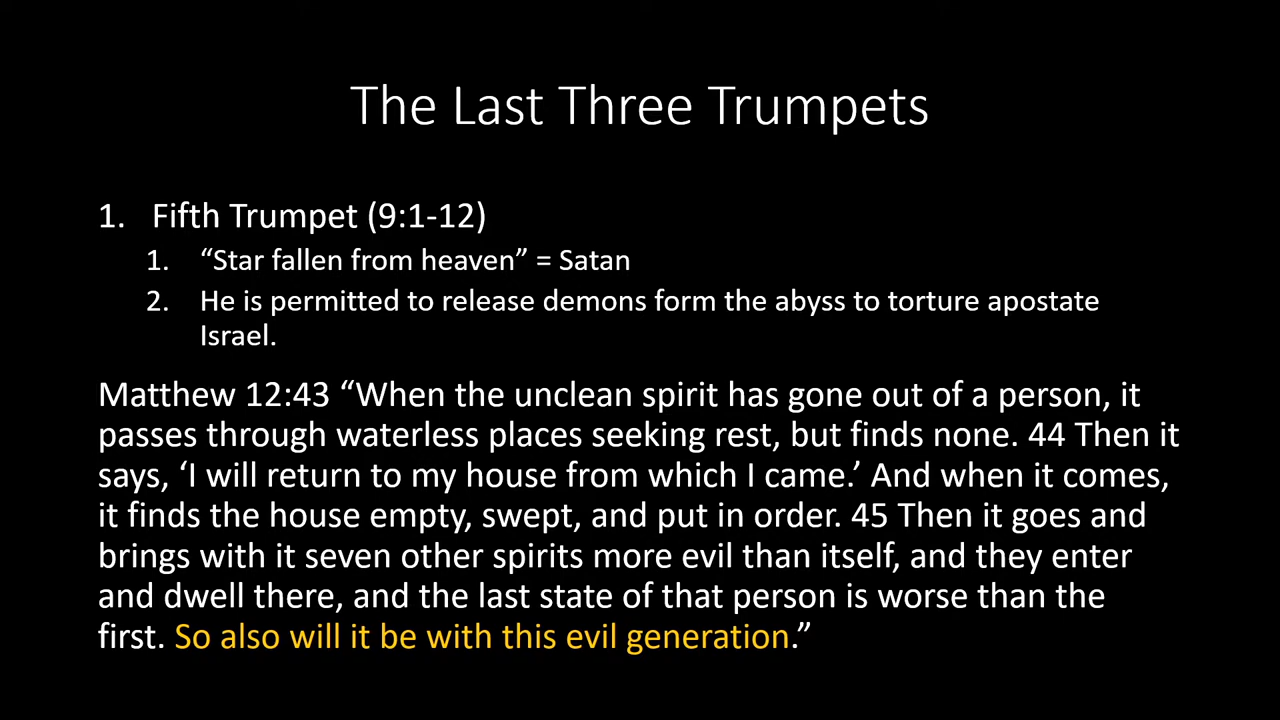 The Last Three Trumpets
1. Fifth Trumpet (9:1-12)
1. “Star fallen from heaven” = Satan
2. He is permitted to release demons form the abyss to torture apostate
Israel.
Matthew 12:43 “When the unclean spirit has gone out of a person, it
passes through waterless places seeking rest, but finds none. 44 Then it
says, ‘I will return to my house from which I came.’ And when it comes,
it finds the house empty, swept, and put in order. 45 Then it goes and
brings with it seven other spirits more evil than itself, and they enter
and dwell there, and the last state of that person is worse than the
first. So also will it be with this evil generation.”